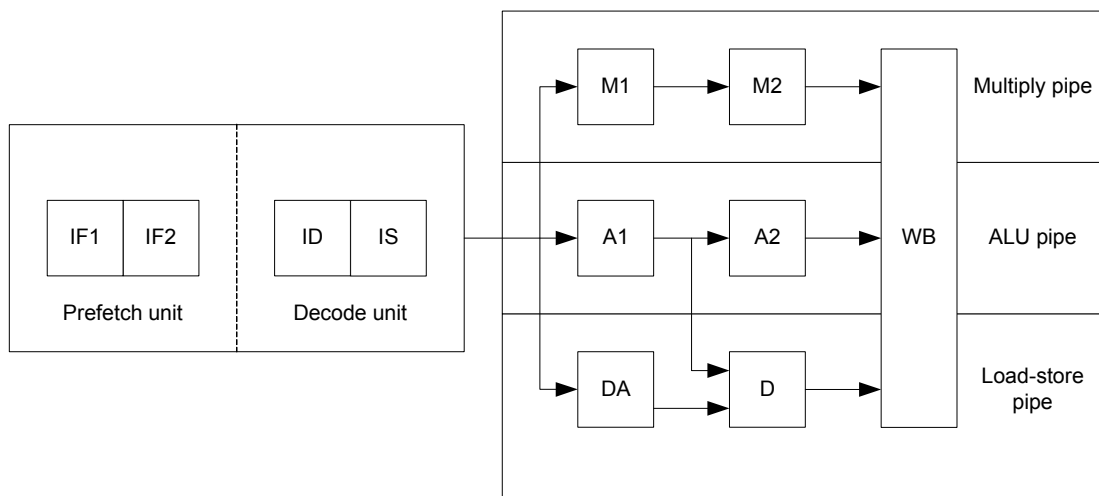 M1
M2
Multiply pipe
IF1
IF2
ID
IS
Prefetch unit
Decode unit
A1
A2
WB
ALU pipe
DA
D
Load-store
pipe